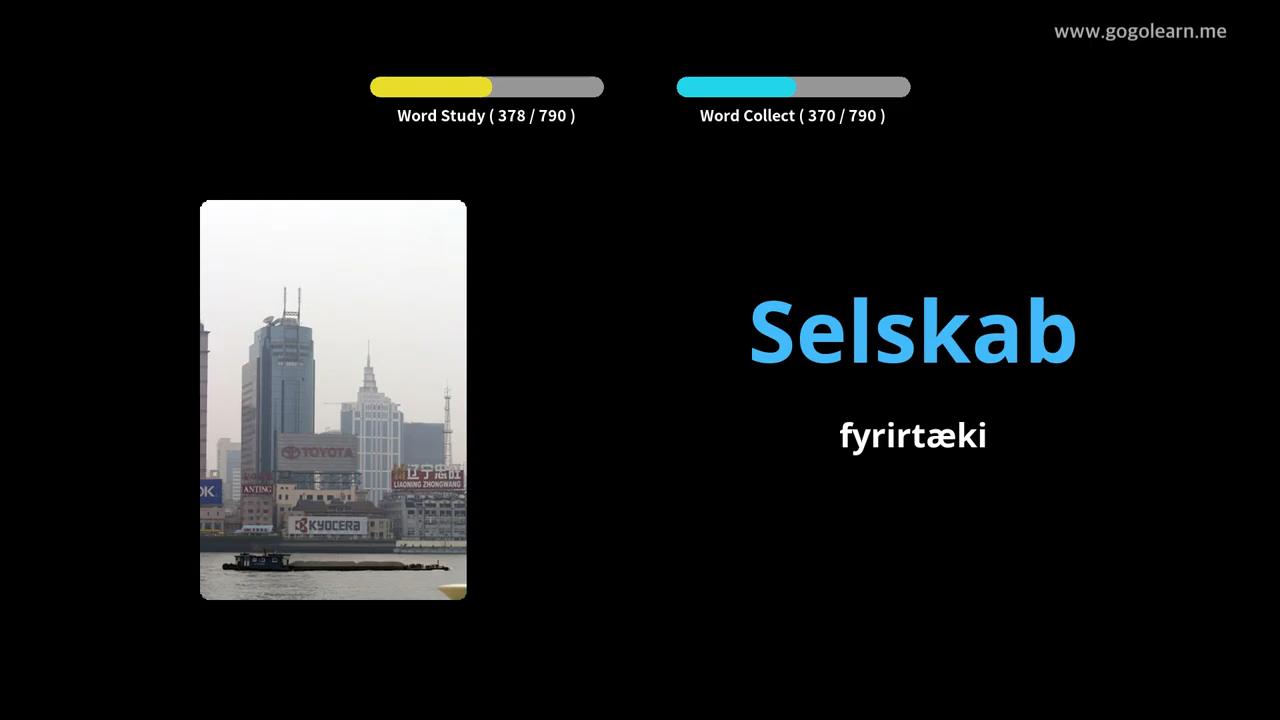 www.gogolearn.me
Word Study ( 378 / 790 )
Word Collect ( 370 / 790 )
Selskab
fyrirtæki
TOYOTA
辽宁忠旺
LIAONING ZHONGWANG
OK
ANTING
KYOCERA